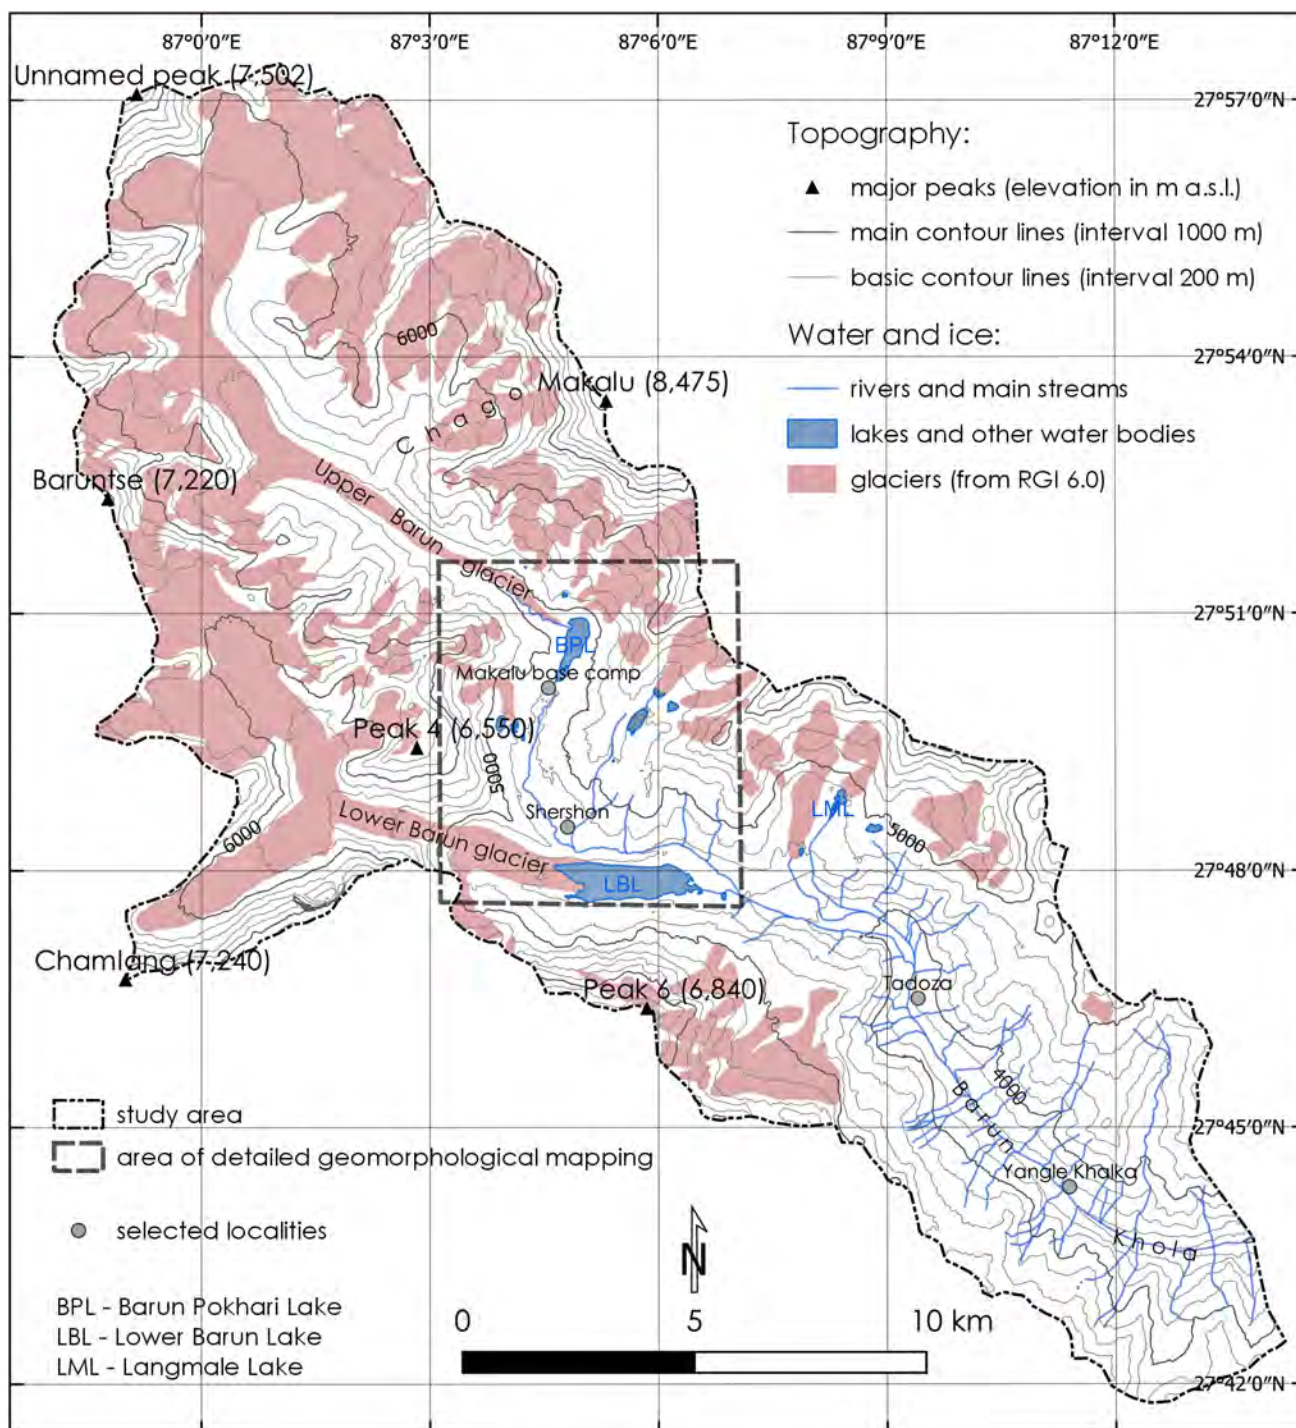 87°0′0″E
87°3′0″E
87°6′0″E
87°9′0″E
87°12′0″E
Unnamed peak (7,502)
27°57′0″N
Topography:
major peaks (elevation in m a.s.l.)
main contour lines (interval 1000 m)
basic contour lines (interval 200 m)
Water and ice:
rivers and main streams
lakes and other water bodies
glaciers (from RGI 6.0)
6000
27°54′0″N
Makalu (8,475)
Chago
Baruntse (7,220)
Upper Barun glacier
27°51′0″N
BPL
Makalu base camp
Peak 4 (6,550)
5000
Shershon
LML
5000
Lower Barun glacier
6000
27°48′0″N
LBL
Chamlang (7,240)
Peak 6 (6,840)
Tadoza
4000
Barun Khola
27°45′0″N
Yangle Khalka
study area
area of detailed geomorphological mapping
selected localities
N
BPL - Barun Pokhari Lake
LBL - Lower Barun Lake
LML - Langmale Lake
0 5 10 km
27°42′0″N